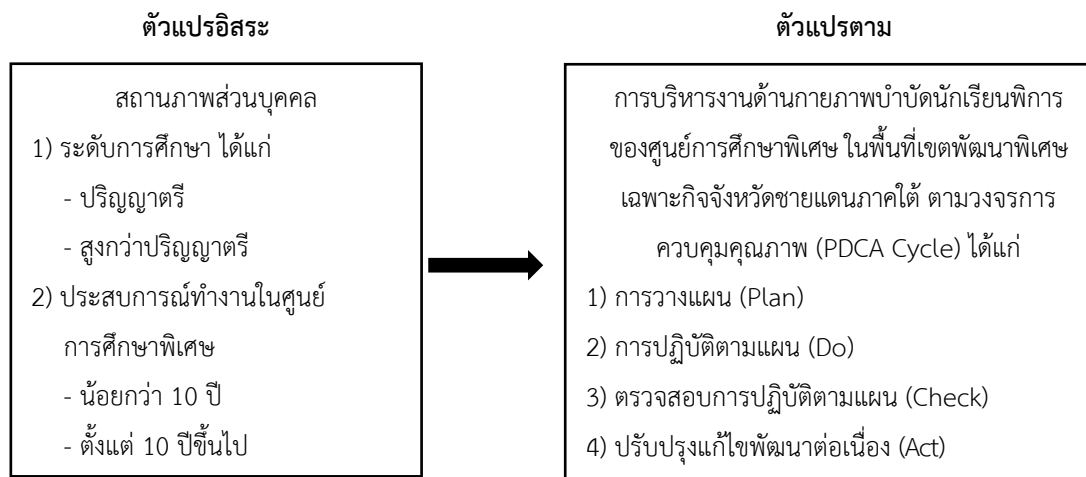 ตัวแปรอิสระ
สถานภาพส่วนบุคคล
1) ระดับการศึกษา ได้แก่
- ปริญญาตรี
- สูงกว่าปริญญาตรี
2) ประสบการณ์ทำงานในศูนย์
การศึกษาพิเศษ
- น้อยกว่า 10 ปี
- ตั้งแต่ 10 ปีขึ้นไป
ตัวแปรตาม
การบริหารงานด้านกายภาพบำบัดนักเรียนพิการ
ของศูนย์การศึกษาพิเศษ ในพื้นที่เขตพัฒนาพิเศษ
เฉพาะกิจจังหวัดชายแดนภาคใต้ ตามวงจรการ
ควบคุมคุณภาพ (PDCA Cycle) ได้แก่
1) การวางแผน (Plan)
2) การปฏิบัติตามแผน (Do)
3) ตรวจสอบการปฏิบัติตามแผน (Check)
4) ปรับปรุงแก้ไขพัฒนาต่อเนื่อง (Act)